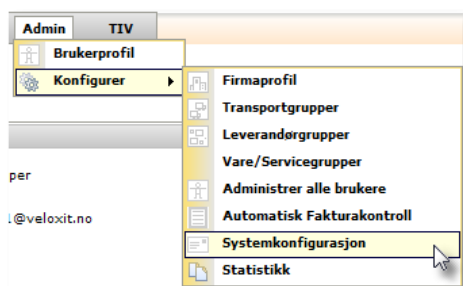 Admin TIV
Brukerprofil
Konfigurer
Firmaprofil
Transportgrupper
Leverandørgrupper
Vare/Servicegrupper
Administrer alle brukere
Automatisk Fakturakontroll
Systemkonfigurasjon
Statistikk
per
@veloxit.no